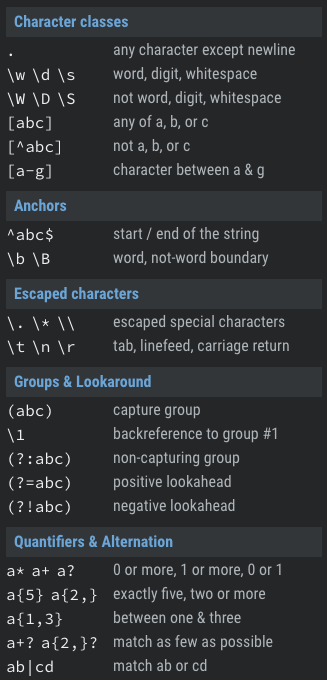 Character classes
. any character except newline
\w \d \s word, digit, whitespace
\W \D \S not word, digit, whitespace
[abc] any of a, b, or c
[^abc] not a, b, or c
[a-g] character between a & g
Anchors
^abc$ start / end of the string
\b \B word, not-word boundary
Escaped characters
\. \* \\ escaped special characters
\t \n \r tab, linefeed, carriage return
Groups & Lookaround
(abc) capture group
\1 backreference to group #1
(?:abc) non-capturing group
(?=abc) positive lookahead
(?!abc) negative lookahead
Quantifiers & Alternation
a* a+ a? 0 or more, 1 or more, 0 or 1
a{5} a{2,} exactly five, two or more
a{1,3} between one & three
a+? a{2,}? match as few as possible
ab|cd match ab or cd